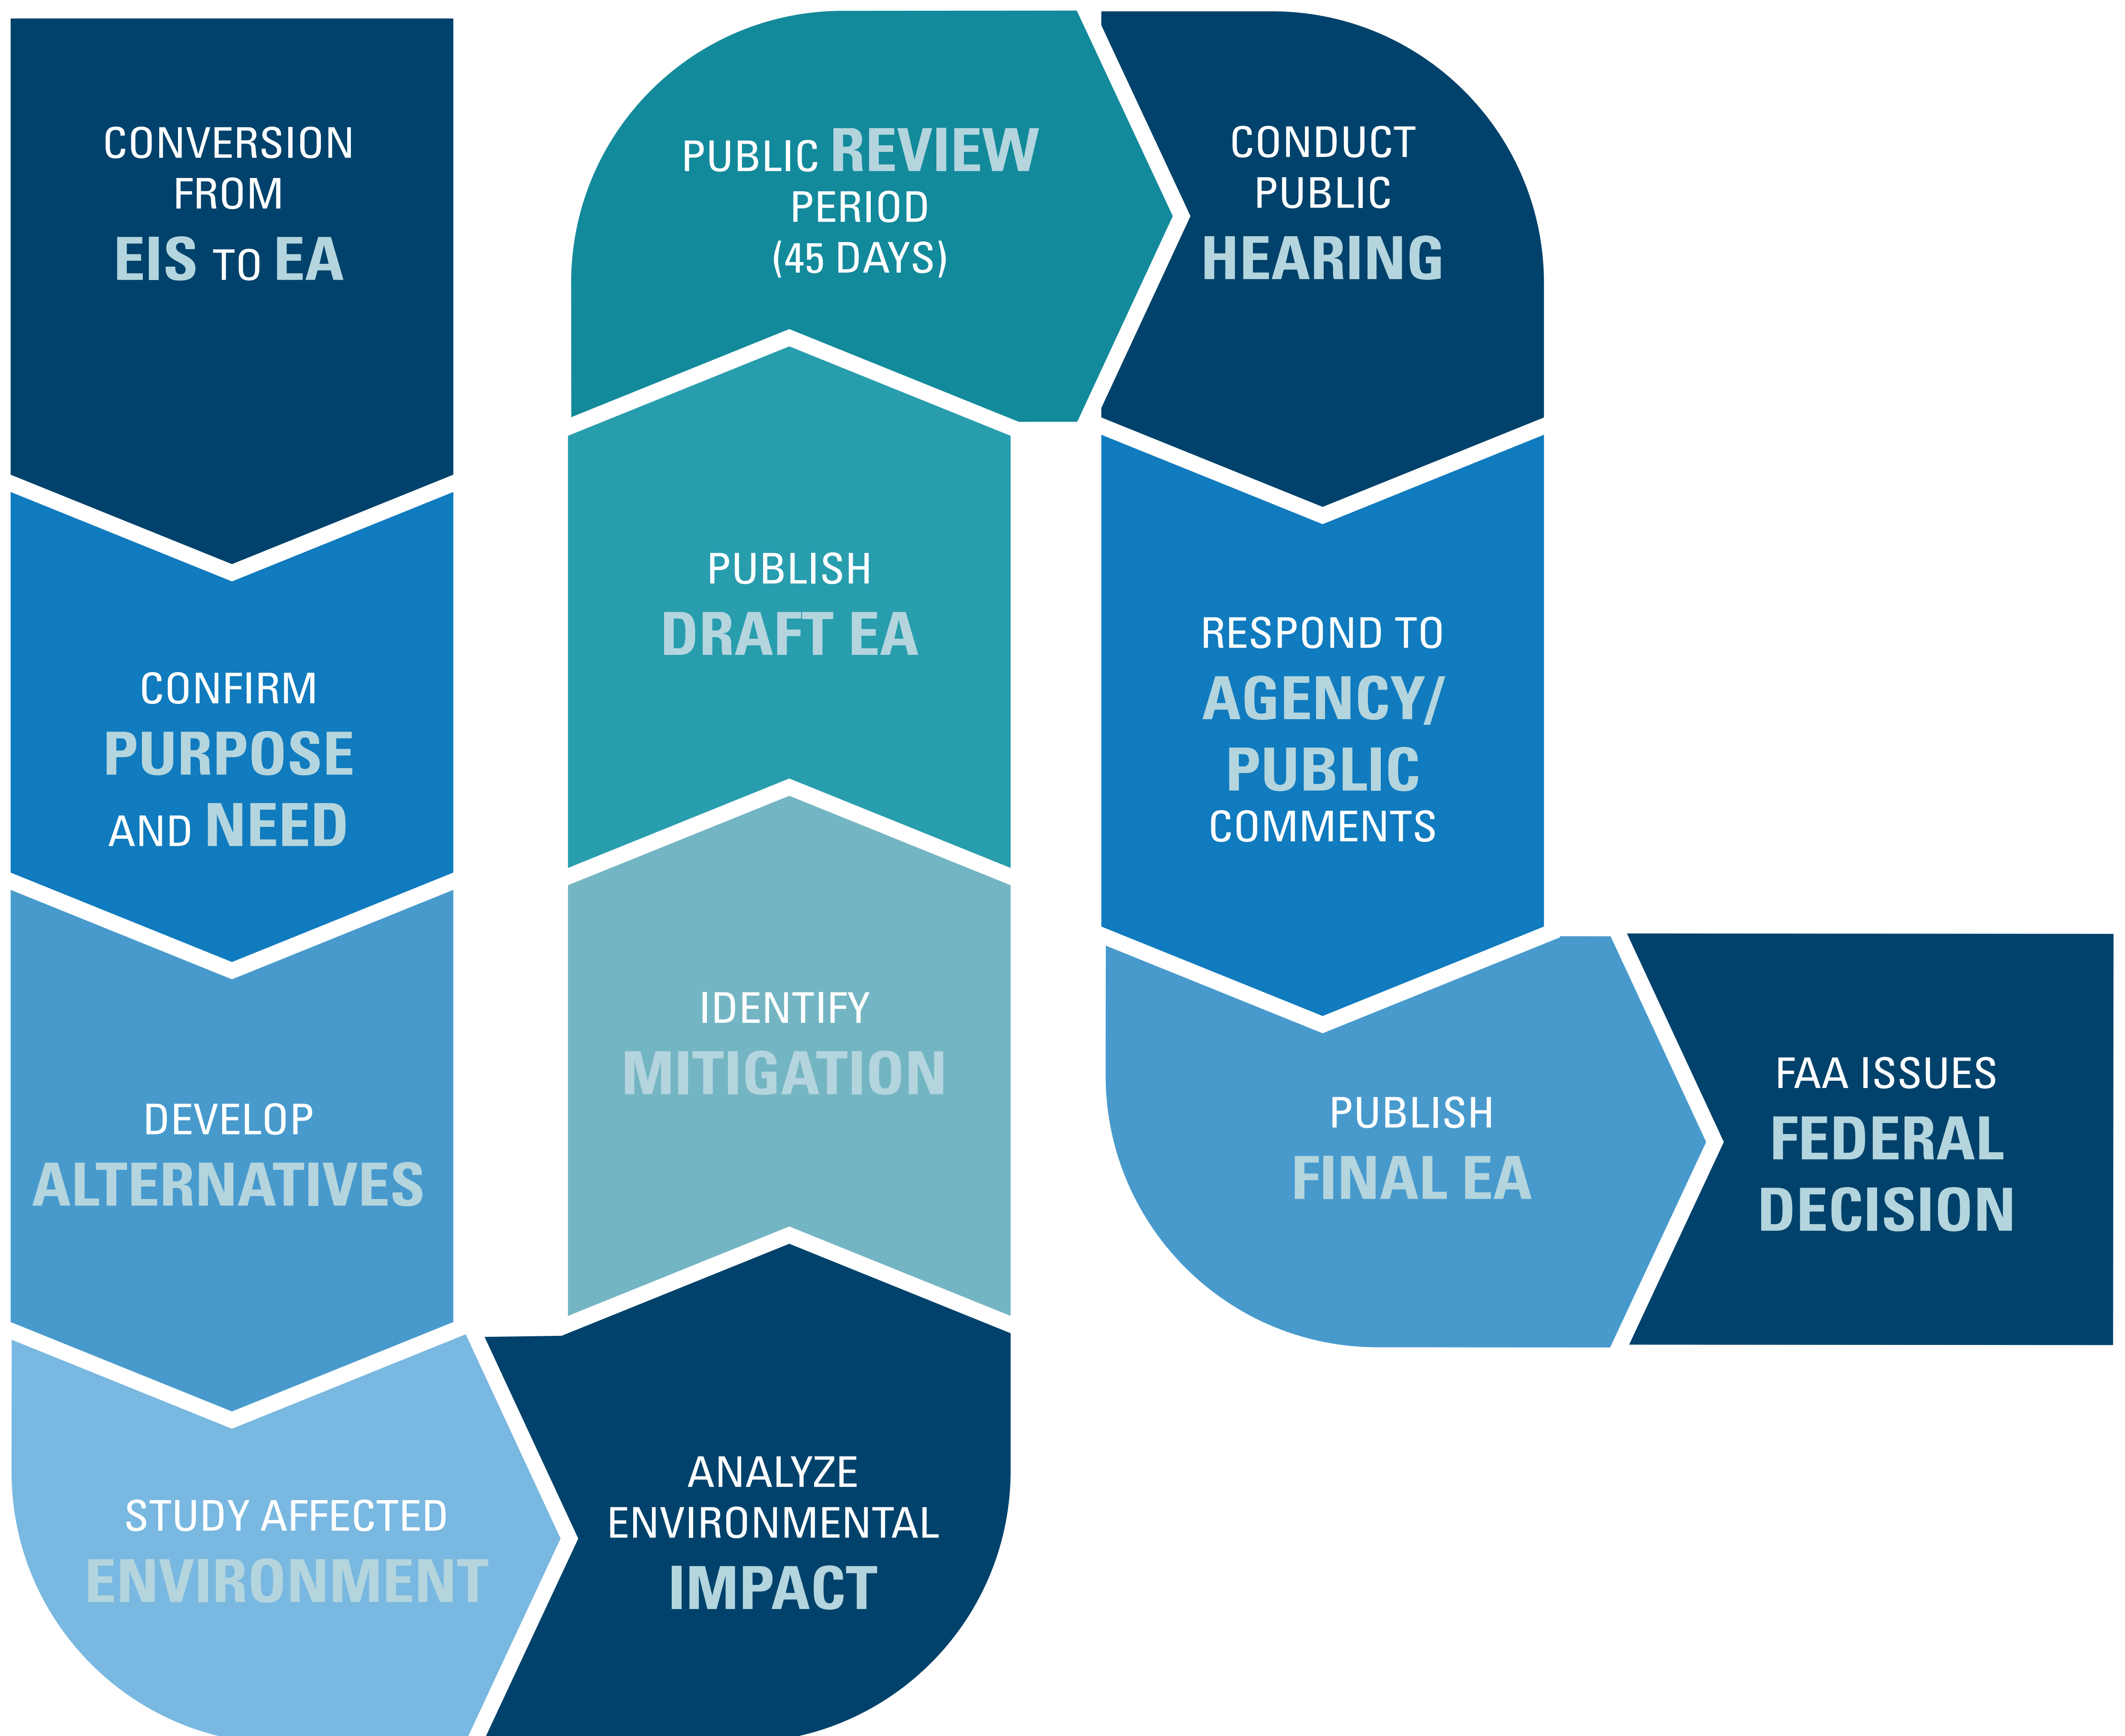 CONVERSION
FROM
EIS TO EA
CONFIRM
PURPOSE
AND NEED
DEVELOP
ALTERNATIVES
STUDY AFFECTED
ENVIRONMENT
ANALYZE
ENVIRONMENTAL
IMPACT
IDENTIFY
MITIGATION
PUBLISH
DRAFT EA
PUBLIC REVIEW
PERIOD
(45 DAYS)
CONDUCT
PUBLIC
HEARING
RESPOND TO
AGENCY/
PUBLIC
COMMENTS
PUBLISH
FINAL EA
FAA ISSUES
FEDERAL
DECISION